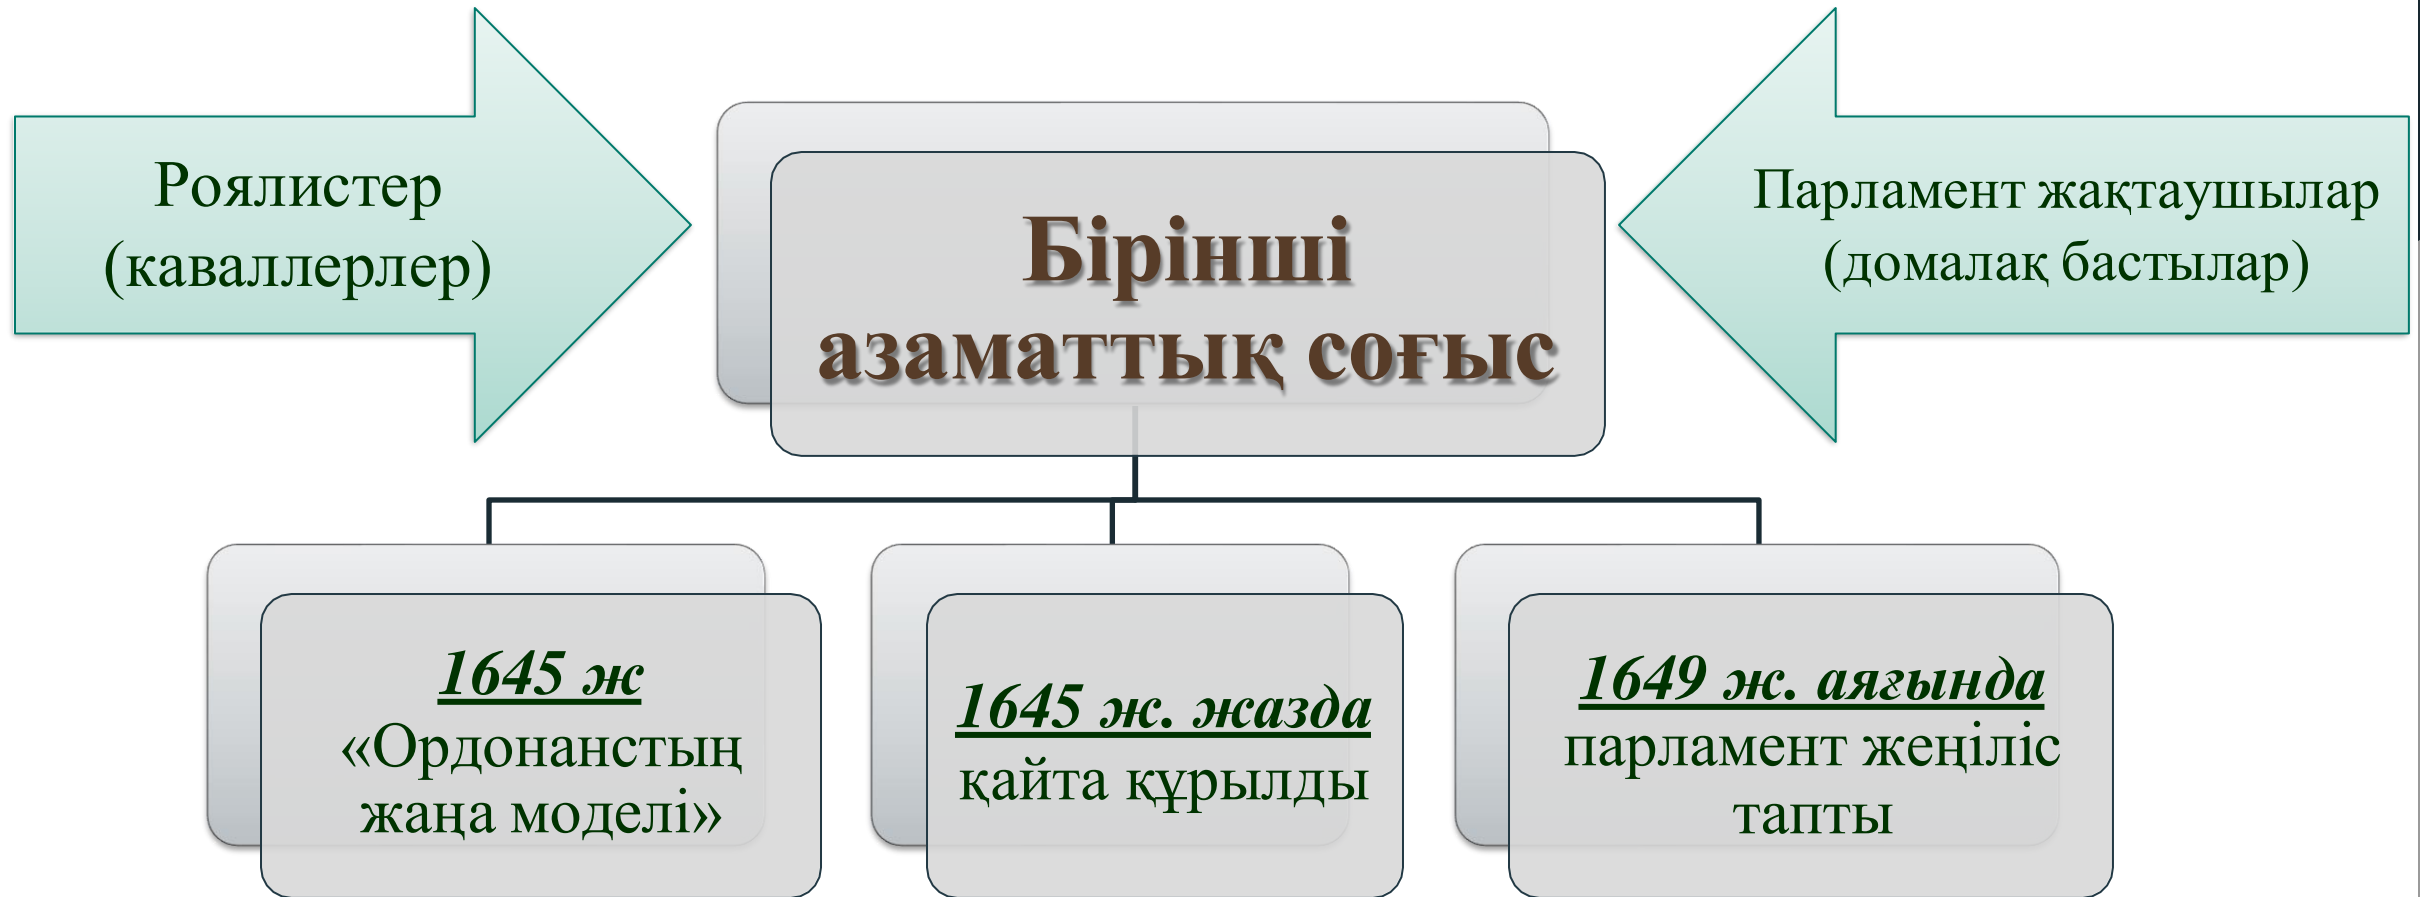 Роялистер
(каваллерлер)
Бірінші
азаматтық соғыс
Парламент жақтаушылар
(домалақ бастылар)
1645 ж
«Ордонанстың
жаңа моделі»
1645 ж. жазда
қайта құрылды
1649 ж. аяғында
парламент жеңіліс
тапты